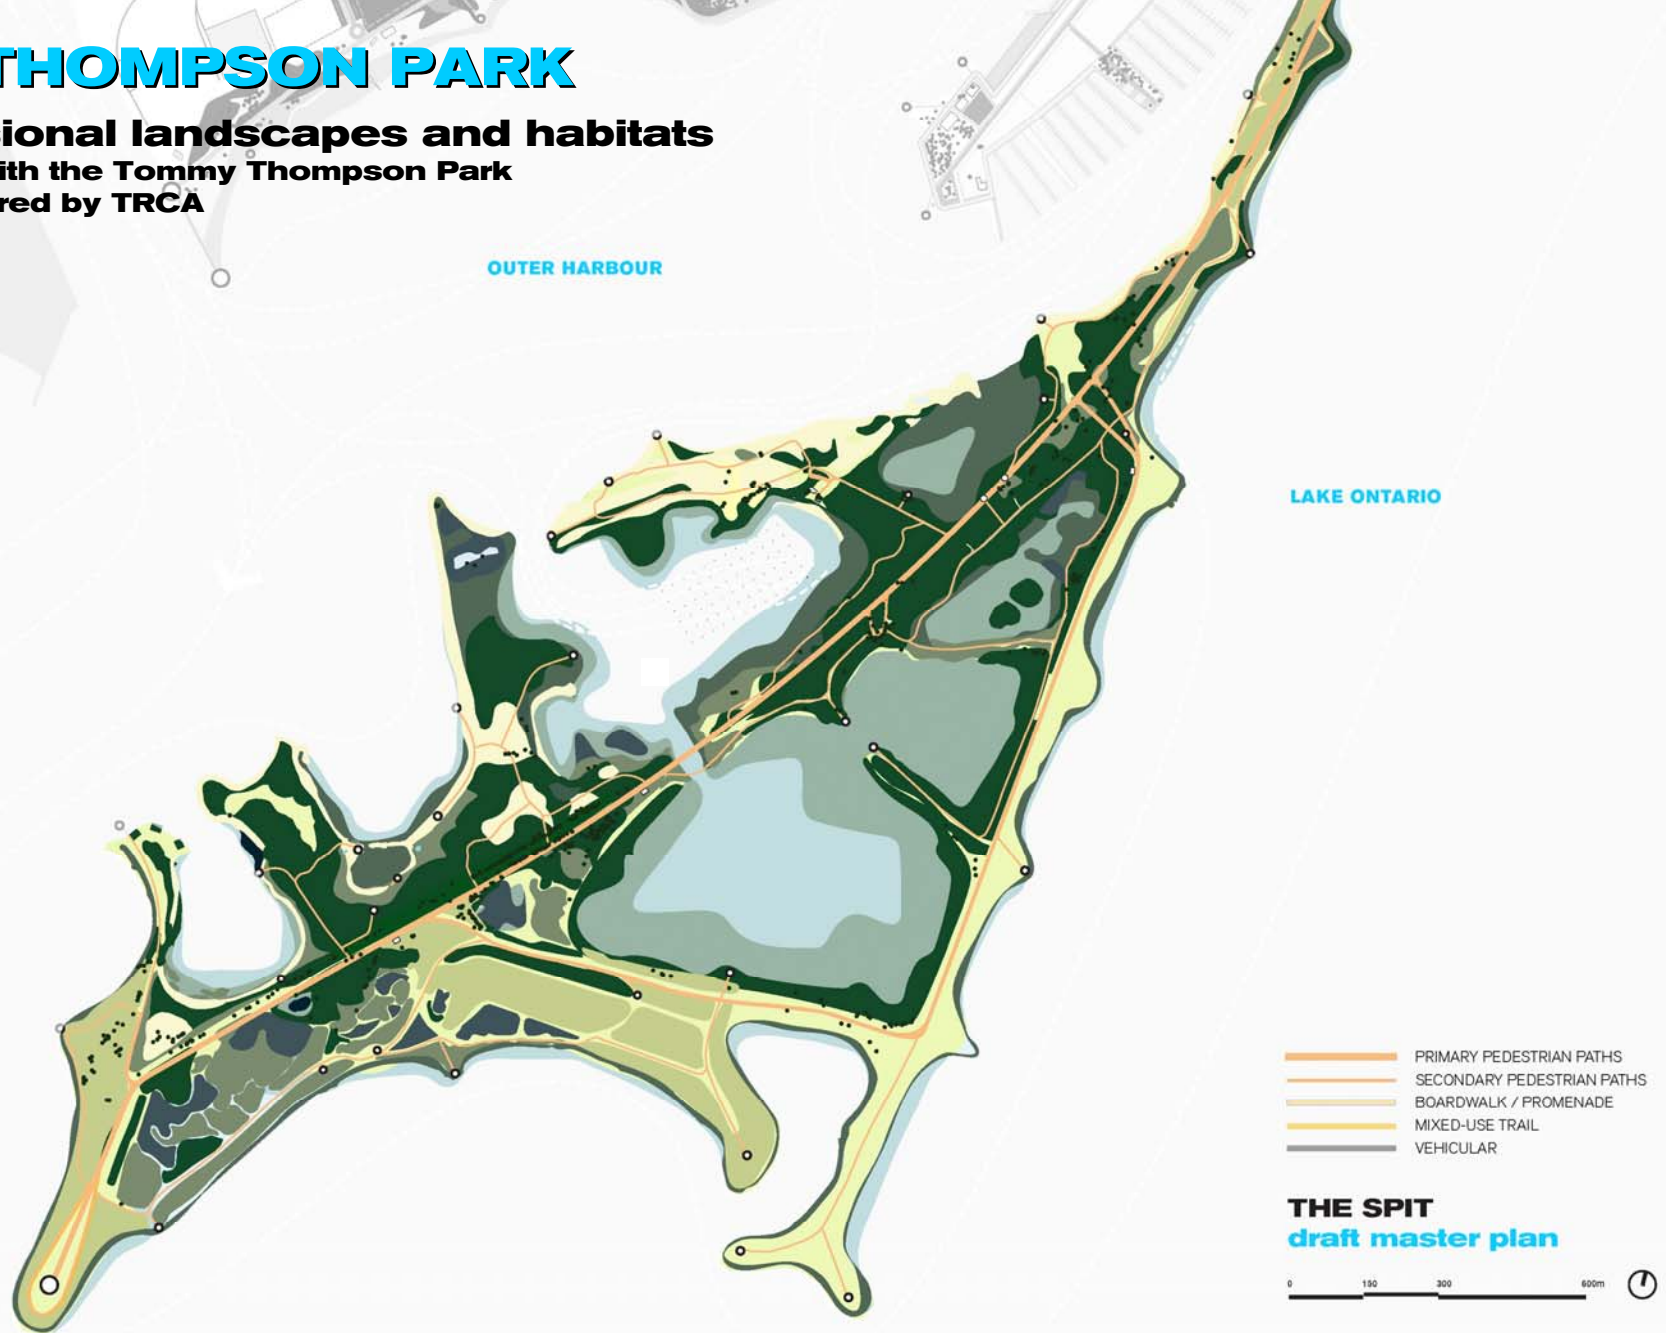 THOMPSON PARK
ional landscapes and habitats
ith the Tommy Thompson Park
red by TRCA
OUTER HARBOUR
LAKE ONTARIO
PRIMARY PEDESTRIAN PATHS
SECONDARY PEDESTRIAN PATHS
BOARDWALK / PROMENADE
MIXED-USE TRAIL
VEHICULAR
THE SPIT
draft master plan
0 150 300 600m